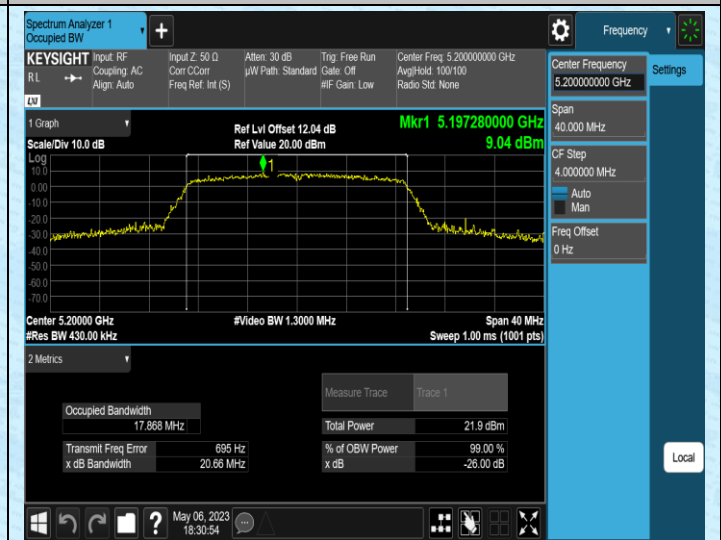 Spectrum Analyzer 1
Occupied BW
+
Frequency
KEYSIGHT
R L
LXI
Input: RF
Coupling: AC
Align: Auto
Input Z: 50 Ω
Corr CCorr
Freq Ref: Int (S)
Atten: 30 dB
µW Path: Standard
Trig: Free Run
Gate: Off
#IF Gain: Low
Center Freq: 5.200000000 GHz
Avg|Hold: 100/100
Radio Std: None
Center Frequency
5.200000000 GHz
Settings
Span
40.000 MHz
CF Step
4.000000 MHz
Auto
Man
Freq Offset
0 Hz
1 Graph
Scale/Div 10.0 dB
Ref Lvl Offset 12.04 dB
Ref Value 20.00 dBm
Mkr1 5.197280000 GHz
9.04 dBm
Log
10.0
0.00
-10.0
-20.0
-30.0
-40.0
-50.0
-60.0
-70.0
1
Center 5.20000 GHz
#Res BW 430.00 kHz
#Video BW 1.3000 MHz
Span 40 MHz
Sweep 1.00 ms (1001 pts)
2 Metrics
Measure Trace Trace 1
Occupied Bandwidth
17.868 MHz
Total Power 21.9 dBm
Transmit Freq Error 695 Hz
% of OBW Power 99.00 %
x dB Bandwidth 20.66 MHz
x dB -26.00 dB
Local
?
May 06, 2023
18:30:54